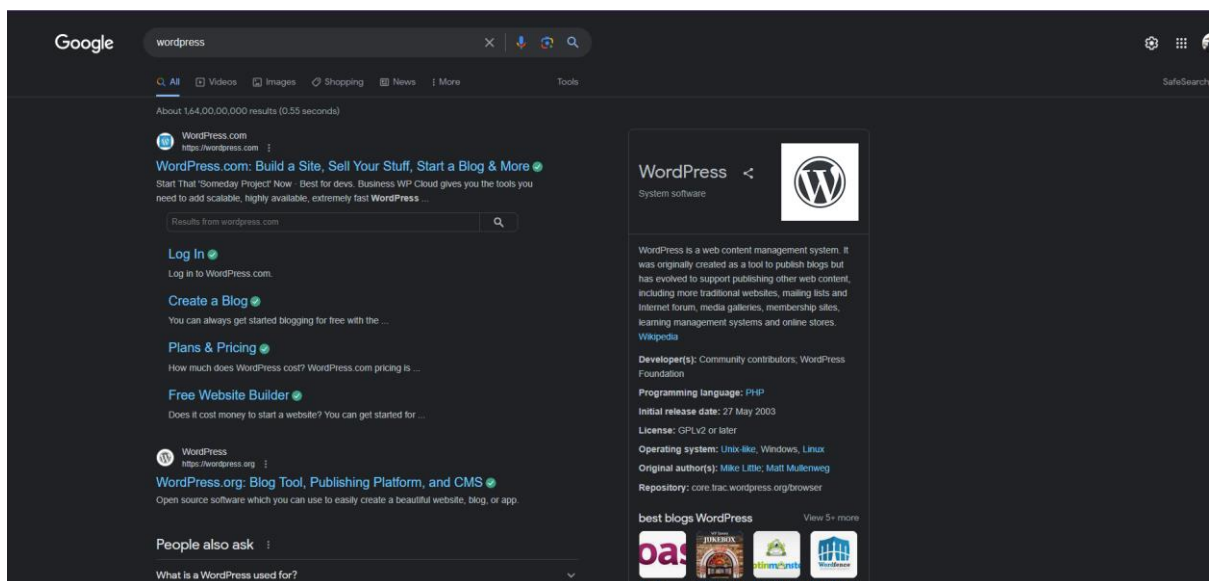 Google
wordpress
All Videos Images Shopping News More Tools
SafeSearch
About 1,64,00,00,000 results (0.55 seconds)
WordPress.com
https://wordpress.com
WordPress.com: Build a Site, Sell Your Stuff, Start a Blog & More
Start That 'Someday Project' Now · Best for devs. Business WP Cloud gives you the tools you
need to add scalable, highly available, extremely fast WordPress ...
Results from wordpress.com
Log In
Log in to WordPress.com.
Create a Blog
You can always get started blogging for free with the ...
Plans & Pricing
How much does WordPress cost? WordPress.com pricing is ...
Free Website Builder
Does it cost money to start a website? You can get started for ...
WordPress
https://wordpress.org
WordPress.org: Blog Tool, Publishing Platform, and CMS
Open source software which you can use to easily create a beautiful website, blog, or app.
People also ask
What is a WordPress used for?
WordPress
System software
WordPress is a web content management system. It
was originally created as a tool to publish blogs but
has evolved to support publishing other web content,
including more traditional websites, mailing lists and
Internet forum, media galleries, membership sites,
learning management systems and online stores.
Wikipedia
Developer(s): Community contributors; WordPress
Foundation
Programming language: PHP
Initial release date: 27 May 2003
License: GPLv2 or later
Operating system: Unix-like, Windows, Linux
Original author(s): Mike Little; Matt Mullenweg
Repository: core.trac.wordpress.org/browser
best blogs WordPress View 5+ more
JUKEBOX
Wordfence